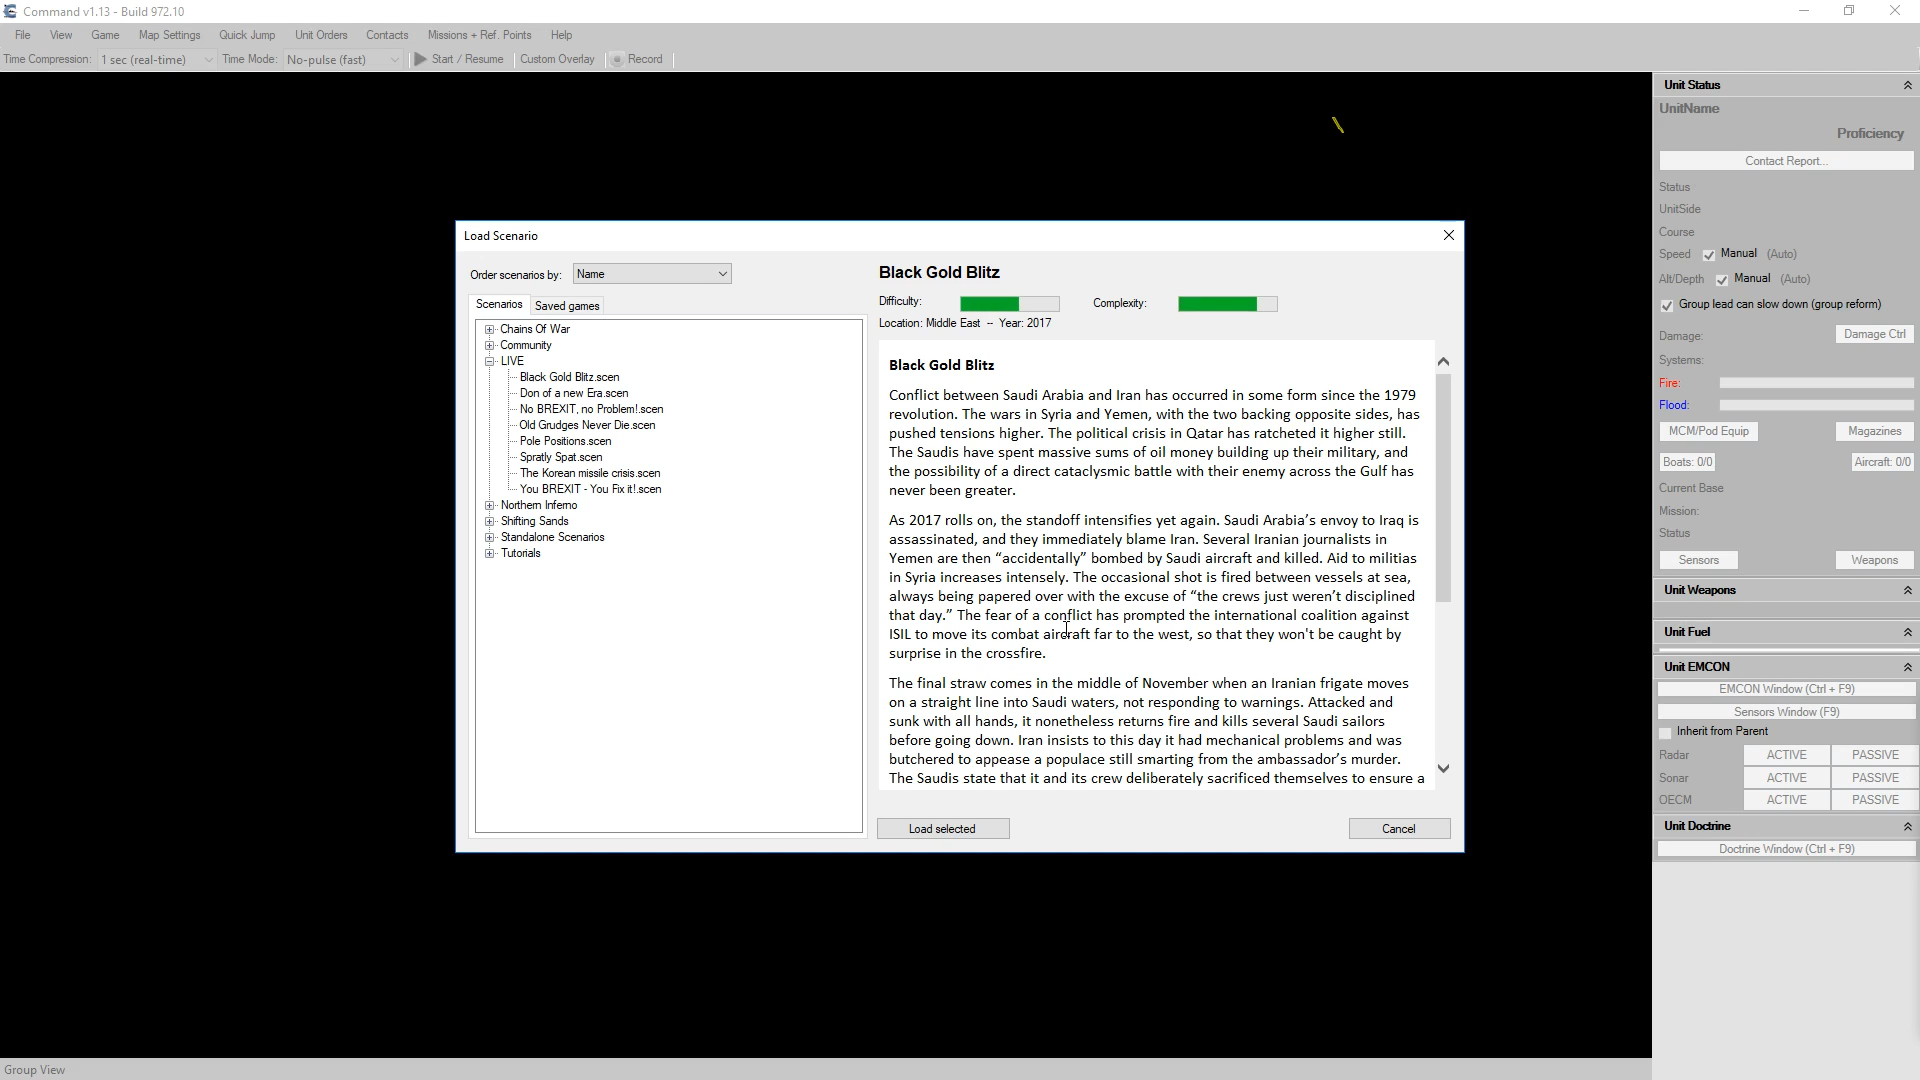 Command v1.13 - Build 972.10
File View Game Map Settings Quick Jump Unit Orders Contacts Missions + Ref. Points Help
Time Compression: 1 sec (real-time) Time Mode: No-pulse (fast) Start / Resume Custom Overlay Record
Load Scenario
Order scenarios by: Name
Scenarios Saved games
Chains Of War
Community
LIVE
Black Gold Blitz.scen
Don of a new Era.scen
No BREXIT, no Problem!.scen
Old Grudges Never Die.scen
Pole Positions.scen
Spratly Spat.scen
The Korean missile crisis.scen
You BREXIT - You Fix it!.scen
Northern Inferno
Shifting Sands
Standalone Scenarios
Tutorials
Black Gold Blitz
Difficulty: Complexity:
Location: Middle East -- Year: 2017
Black Gold Blitz
Conflict between Saudi Arabia and Iran has occurred in some form since the 1979
revolution. The wars in Syria and Yemen, with the two backing opposite sides, has
pushed tensions higher. The political crisis in Qatar has ratcheted it higher still.
The Saudis have spent massive sums of oil money building up their military, and
the possibility of a direct cataclysmic battle with their enemy across the Gulf has
never been greater.
As 2017 rolls on, the standoff intensifies yet again. Saudi Arabia's envoy to Iraq is
assassinated, and they immediately blame Iran. Several Iranian journalists in
Yemen are then “accidentally” bombed by Saudi aircraft and killed. Aid to militias
in Syria increases intensely. The occasional shot is fired between vessels at sea,
always being papered over with the excuse of “the crews just weren’t disciplined
that day.” The fear of a conflict has prompted the international coalition against
ISIL to move its combat aircraft far to the west, so that they won't be caught by
surprise in the crossfire.
The final straw comes in the middle of November when an Iranian frigate moves
on a straight line into Saudi waters, not responding to warnings. Attacked and
sunk with all hands, it nonetheless returns fire and kills several Saudi sailors
before going down. Iran insists to this day it had mechanical problems and was
butchered to appease a populace still smarting from the ambassador’s murder.
The Saudis state that it and its crew deliberately sacrificed themselves to ensure a
Load selected Cancel
Unit Status
UnitName
Proficiency
Contact Report...
Status
UnitSide
Course
Speed Manual (Auto)
Alt/Depth Manual (Auto)
Group lead can slow down (group reform)
Damage: Damage Ctrl
Systems:
Fire:
Flood:
MCM/Pod Equip Magazines
Boats: 0/0 Aircraft: 0/0
Current Base
Mission:
Status
Sensors Weapons
Unit Weapons
Unit Fuel
Unit EMCON
EMCON Window (Ctrl + F9)
Sensors Window (F9)
Inherit from Parent
Radar ACTIVE PASSIVE
Sonar ACTIVE PASSIVE
OECM ACTIVE PASSIVE
Unit Doctrine
Doctrine Window (Ctrl + F9)
Group View